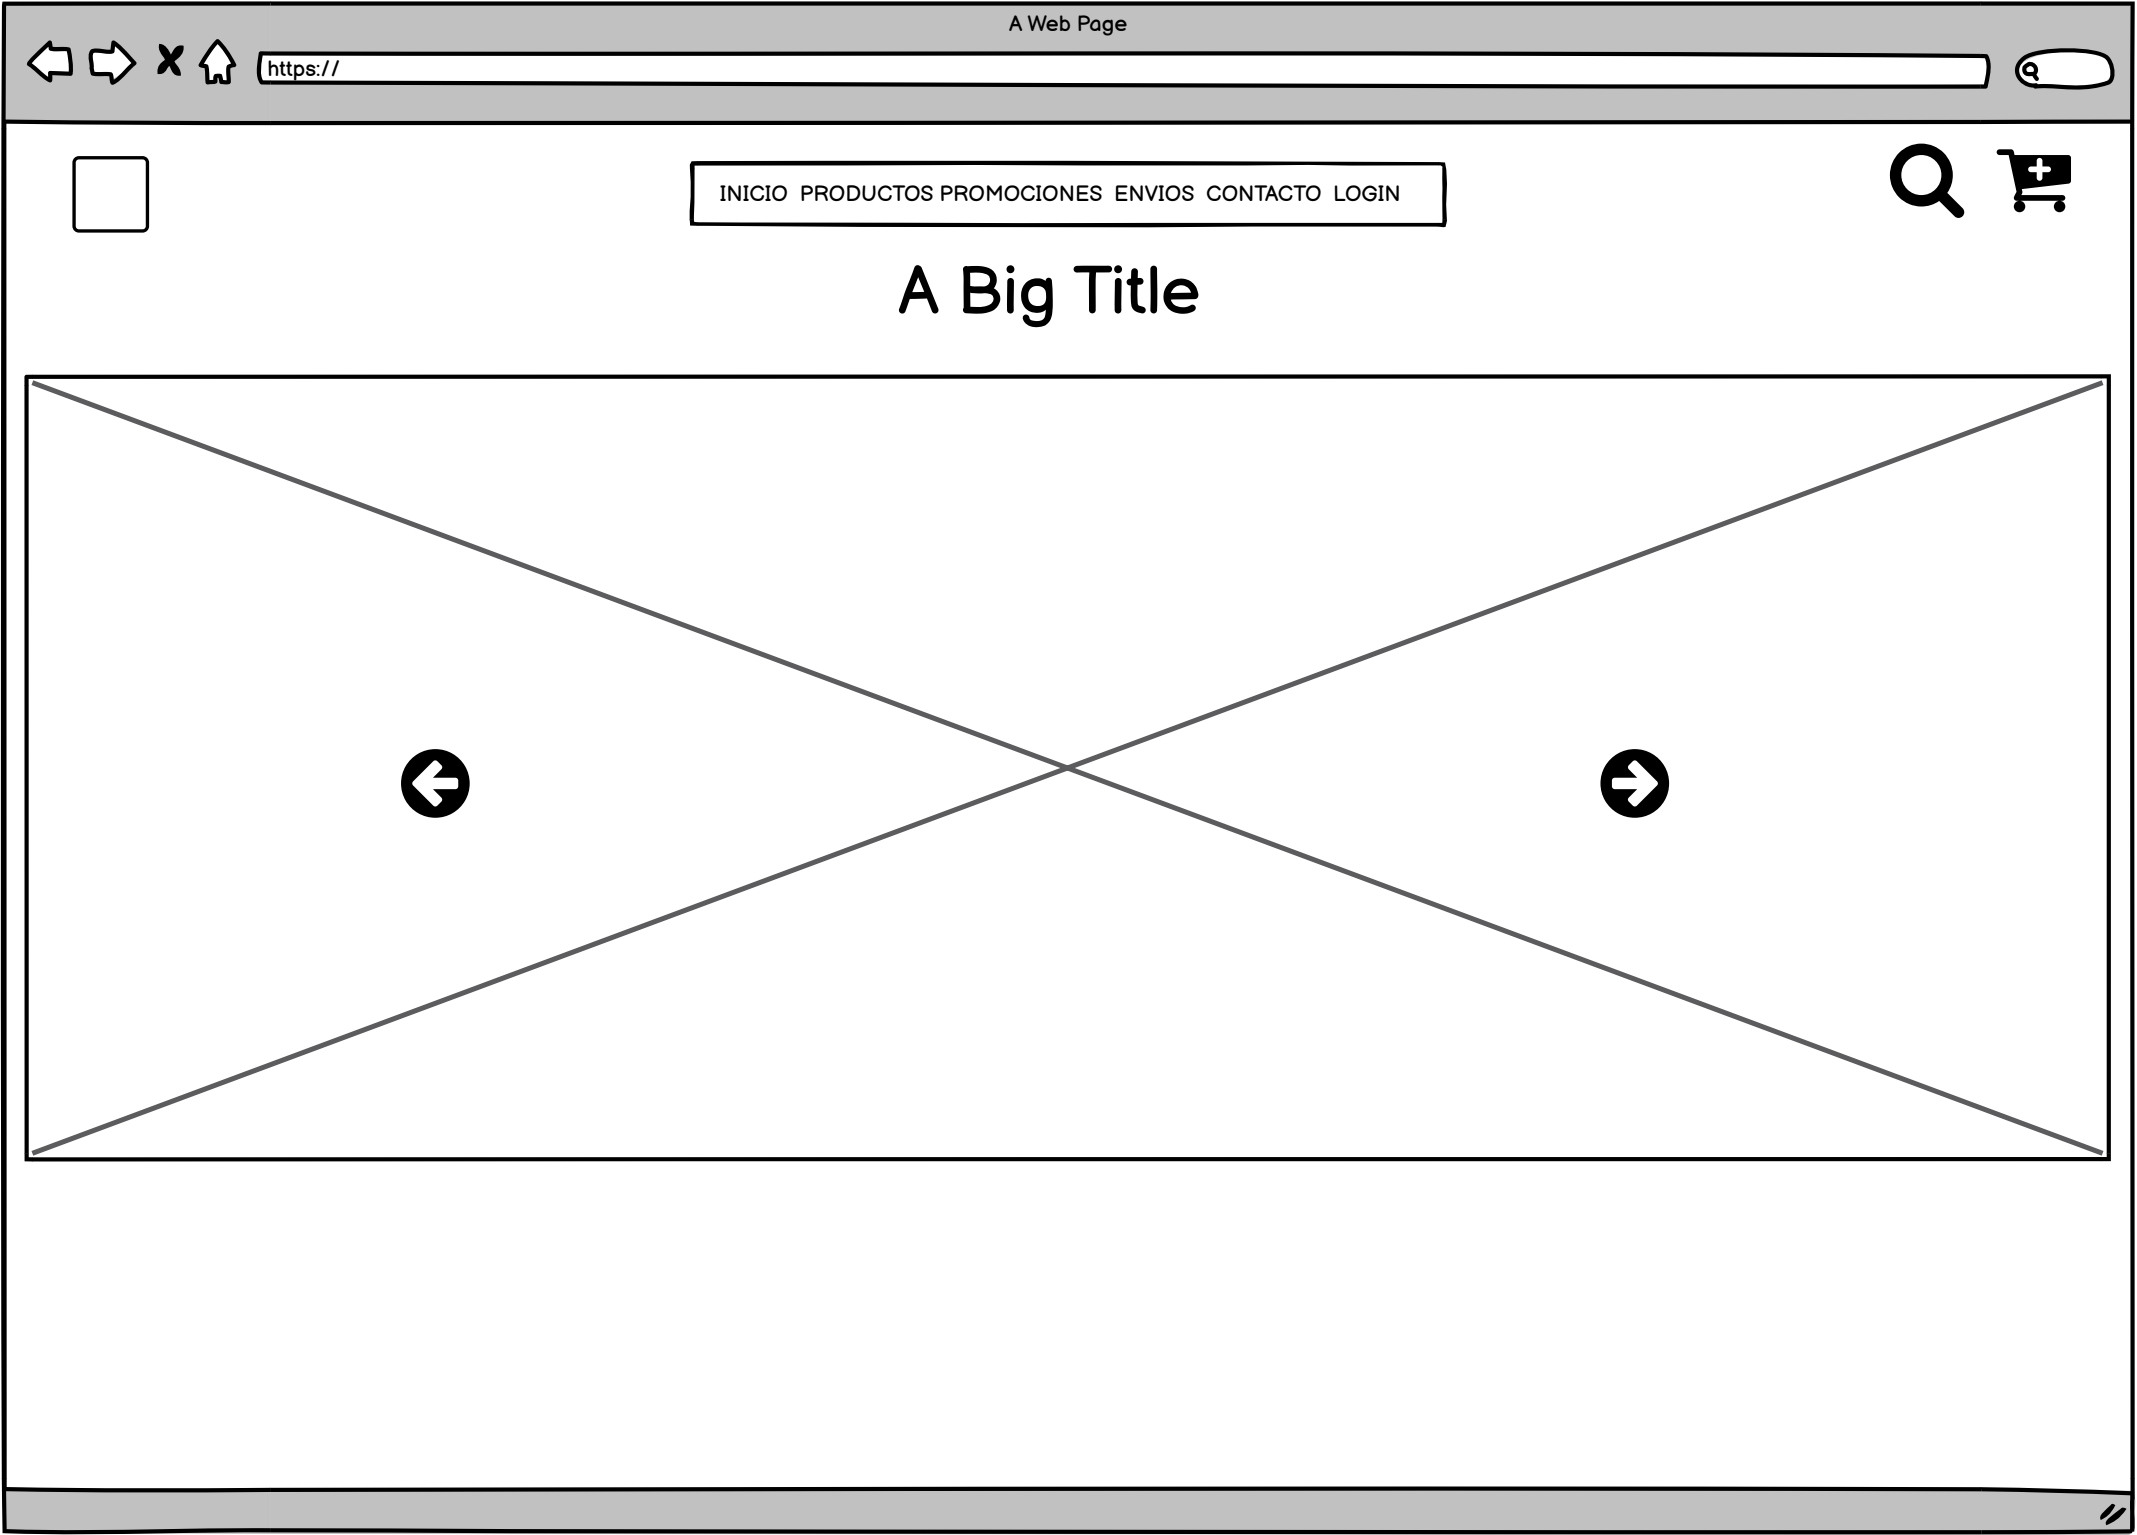 A Web Page
https://
INICIO PRODUCTOS PROMOCIONES ENVIOS CONTACTO LOGIN
A Big Title